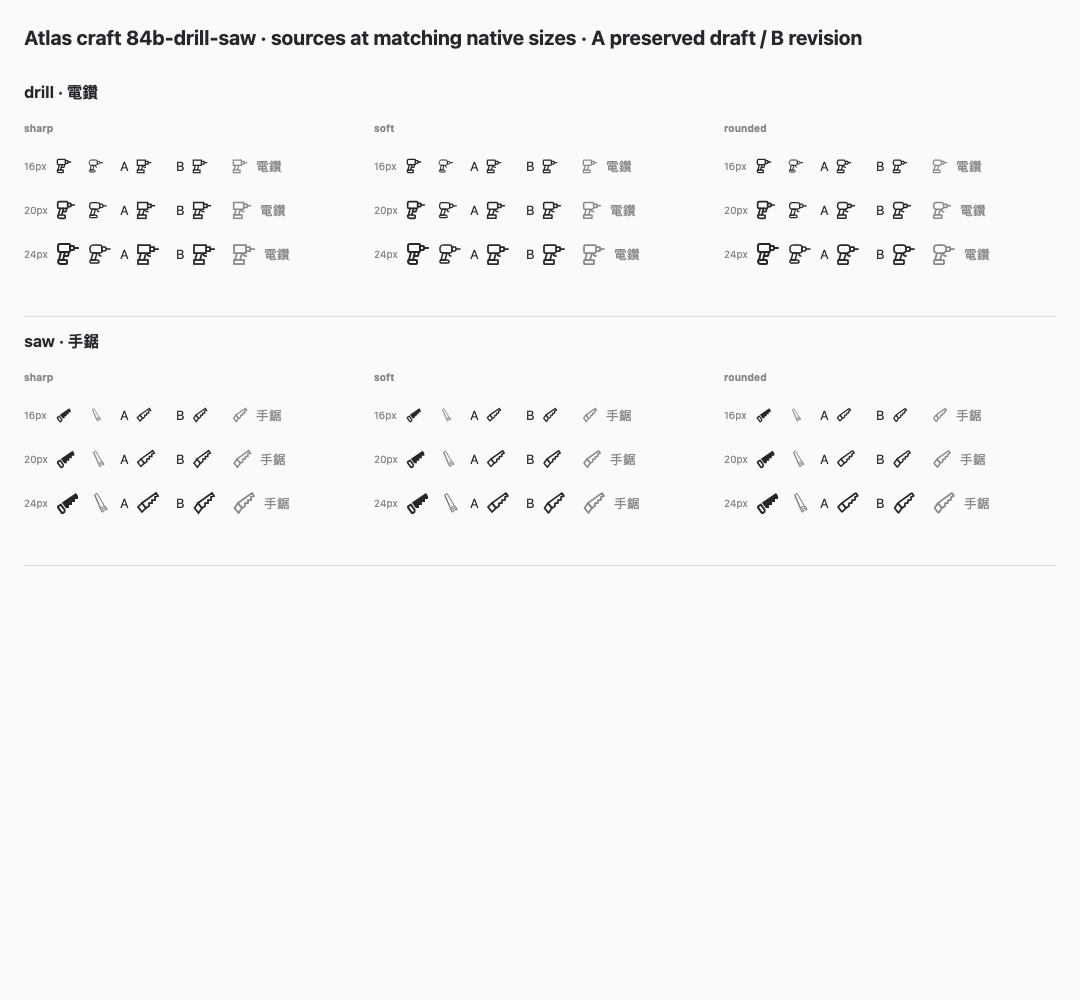 Atlas craft 84b-drill-saw · sources at matching native sizes · A preserved draft / B revision
drill · 電鑽
sharp soft rounded
16px A B 電鑽 16px A B 電鑽 16px A B 電鑽
20px A B 電鑽 20px A B 電鑽 20px A B 電鑽
24px A B 電鑽 24px A B 電鑽 24px A B 電鑽
saw · 手鋸
sharp soft rounded
16px A B 手鋸 16px A B 手鋸 16px A B 手鋸
20px A B 手鋸 20px A B 手鋸 20px A B 手鋸
24px A B 手鋸 24px A B 手鋸 24px A B 手鋸